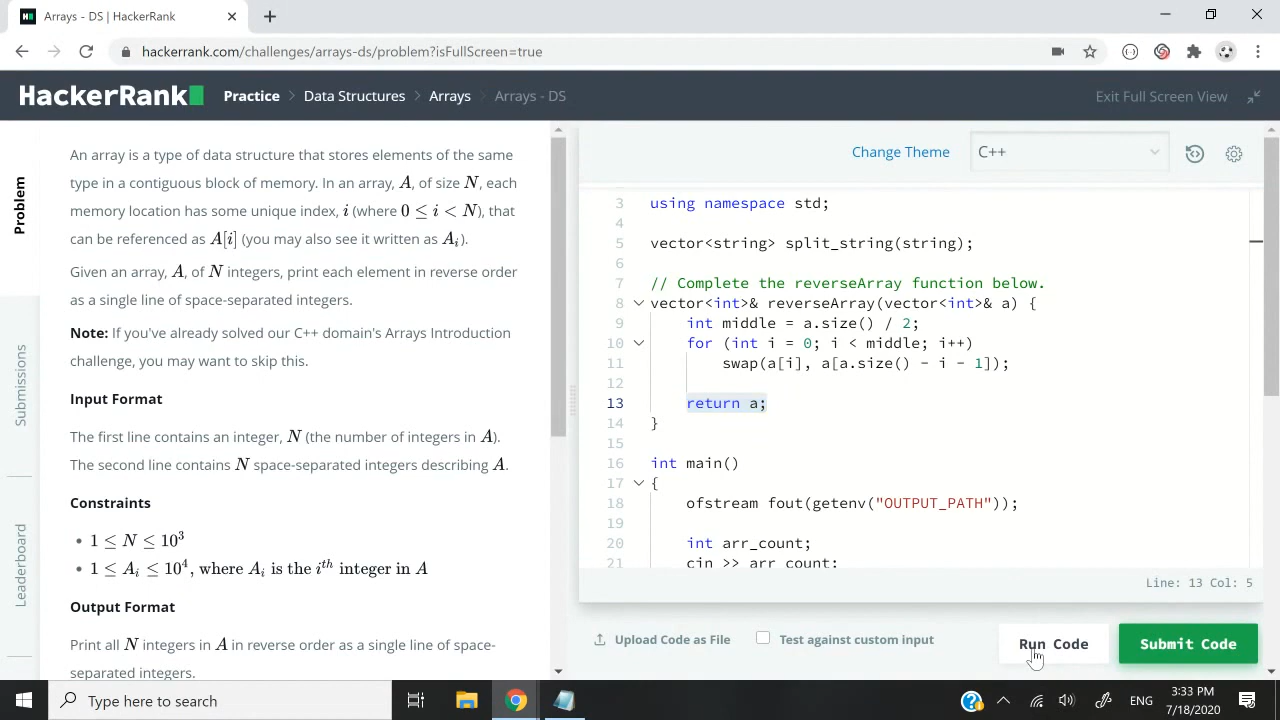 Arrays - DS | HackerRank
hackerrank.com/challenges/arrays-ds/problem?isFullScreen=true
HackerRank Practice > Data Structures > Arrays > Arrays - DS Exit Full Screen View
Problem
Submissions
Leaderboard
An array is a type of data structure that stores elements of the same
type in a contiguous block of memory. In an array, A, of size N, each
memory location has some unique index, i (where 0 ≤ i < N), that
can be referenced as A[i] (you may also see it written as Aᵢ).
Given an array, A, of N integers, print each element in reverse order
as a single line of space-separated integers.
Note: If you've already solved our C++ domain's Arrays Introduction
challenge, you may want to skip this.
Input Format
The first line contains an integer, N (the number of integers in A).
The second line contains N space-separated integers describing A.
Constraints
• 1 ≤ N ≤ 10³
• 1 ≤ Aᵢ ≤ 10⁴, where Aᵢ is the iᵗʰ integer in A
Output Format
Print all N integers in A in reverse order as a single line of space-
separated integers.
Change Theme C++
3 using namespace std;
4
5 vector<string> split_string(string);
6
7 // Complete the reverseArray function below.
8 vector<int>& reverseArray(vector<int>& a) {
9 int middle = a.size() / 2;
10 for (int i = 0; i < middle; i++)
11 swap(a[i], a[a.size() - i - 1]);
12
13 return a;
14 }
15
16 int main()
17 {
18 ofstream fout(getenv("OUTPUT_PATH"));
19
20 int arr_count;
21 cin >> arr_count;
Line: 13 Col: 5
Upload Code as File Test against custom input Run Code Submit Code
Type here to search
ENG
3:33 PM
7/18/2020